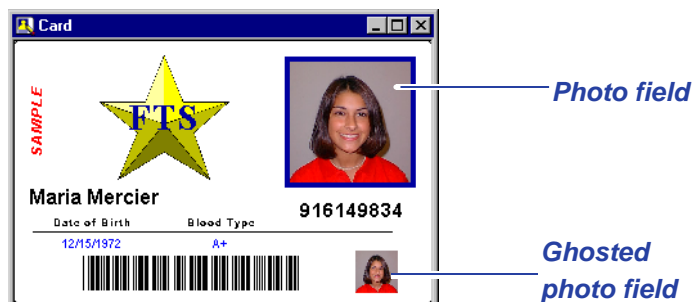 Card
SAMPLE
FTS
Photo field
Maria Mercier
916149834
Date of Birth Blood Type
12/15/1972 A+
Ghosted
photo field